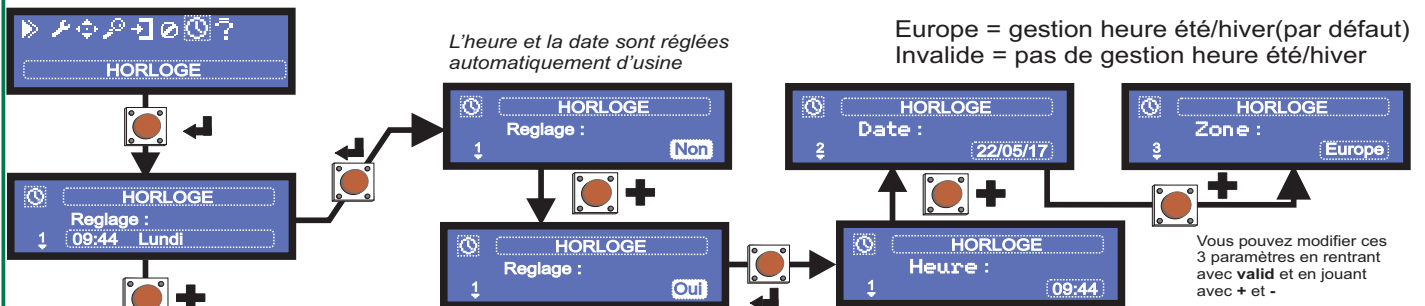 HORLOGE
L'heure et la date sont réglées
automatiquement d'usine
Europe = gestion heure été/hiver(par défaut)
Invalide = pas de gestion heure été/hiver
HORLOGE
Reglage :
1 Non
HORLOGE
Date :
2 22/05/17
HORLOGE
Zone :
3 Europe
HORLOGE
Reglage :
1 09:44 Lundi
HORLOGE
Reglage :
1 Oui
HORLOGE
Heure :
1 09:44
Vous pouvez modifier ces
3 paramètres en rentrant
avec valid et en jouant
avec + et -